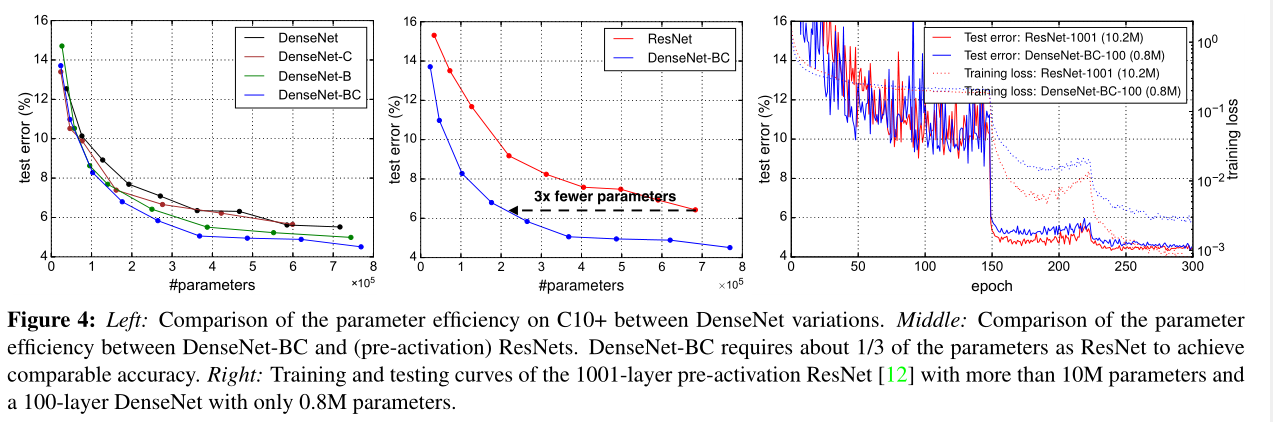 16
14
12
10
8
6
4
test error (%)
0 1 2 3 4 5 6 7 8
#parameters
×10⁵
DenseNet
DenseNet-C
DenseNet-B
DenseNet-BC
16
14
12
10
8
6
4
test error (%)
0 1 2 3 4 5 6 7 8
#parameters
×10⁵
ResNet
DenseNet-BC
3x fewer parameters
16
14
12
10
8
6
4
test error (%)
0 50 100 150 200 250 300
epoch
10⁰
10⁻¹
10⁻²
10⁻³
training loss
Test error: ResNet-1001 (10.2M)
Test error: DenseNet-BC-100 (0.8M)
Training loss: ResNet-1001 (10.2M)
Training loss: DenseNet-BC-100 (0.8M)
Figure 4: Left: Comparison of the parameter efficiency on C10+ between DenseNet variations. Middle: Comparison of the parameter
efficiency between DenseNet-BC and (pre-activation) ResNets. DenseNet-BC requires about 1/3 of the parameters as ResNet to achieve
comparable accuracy. Right: Training and testing curves of the 1001-layer pre-activation ResNet [12] with more than 10M parameters and
a 100-layer DenseNet with only 0.8M parameters.